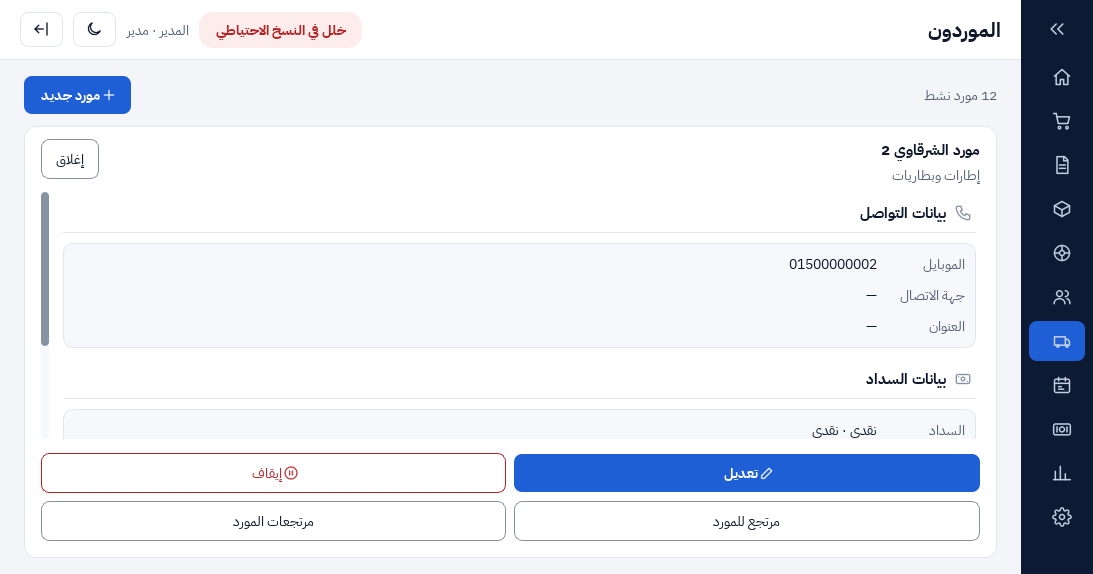 الموردون
خلل في النسخ الاحتياطي
المدير · مدير
12 مورد نشط
مورد جديد
مورد الشرقاوي 2
إطارات وبطاريات
إغلاق
بيانات التواصل
الموبايل 01500000002
جهة الاتصال —
العنوان —
بيانات السداد
السداد نقدي · نقدي
تعديل
إيقاف
مرتجع للمورد
مرتجعات المورد